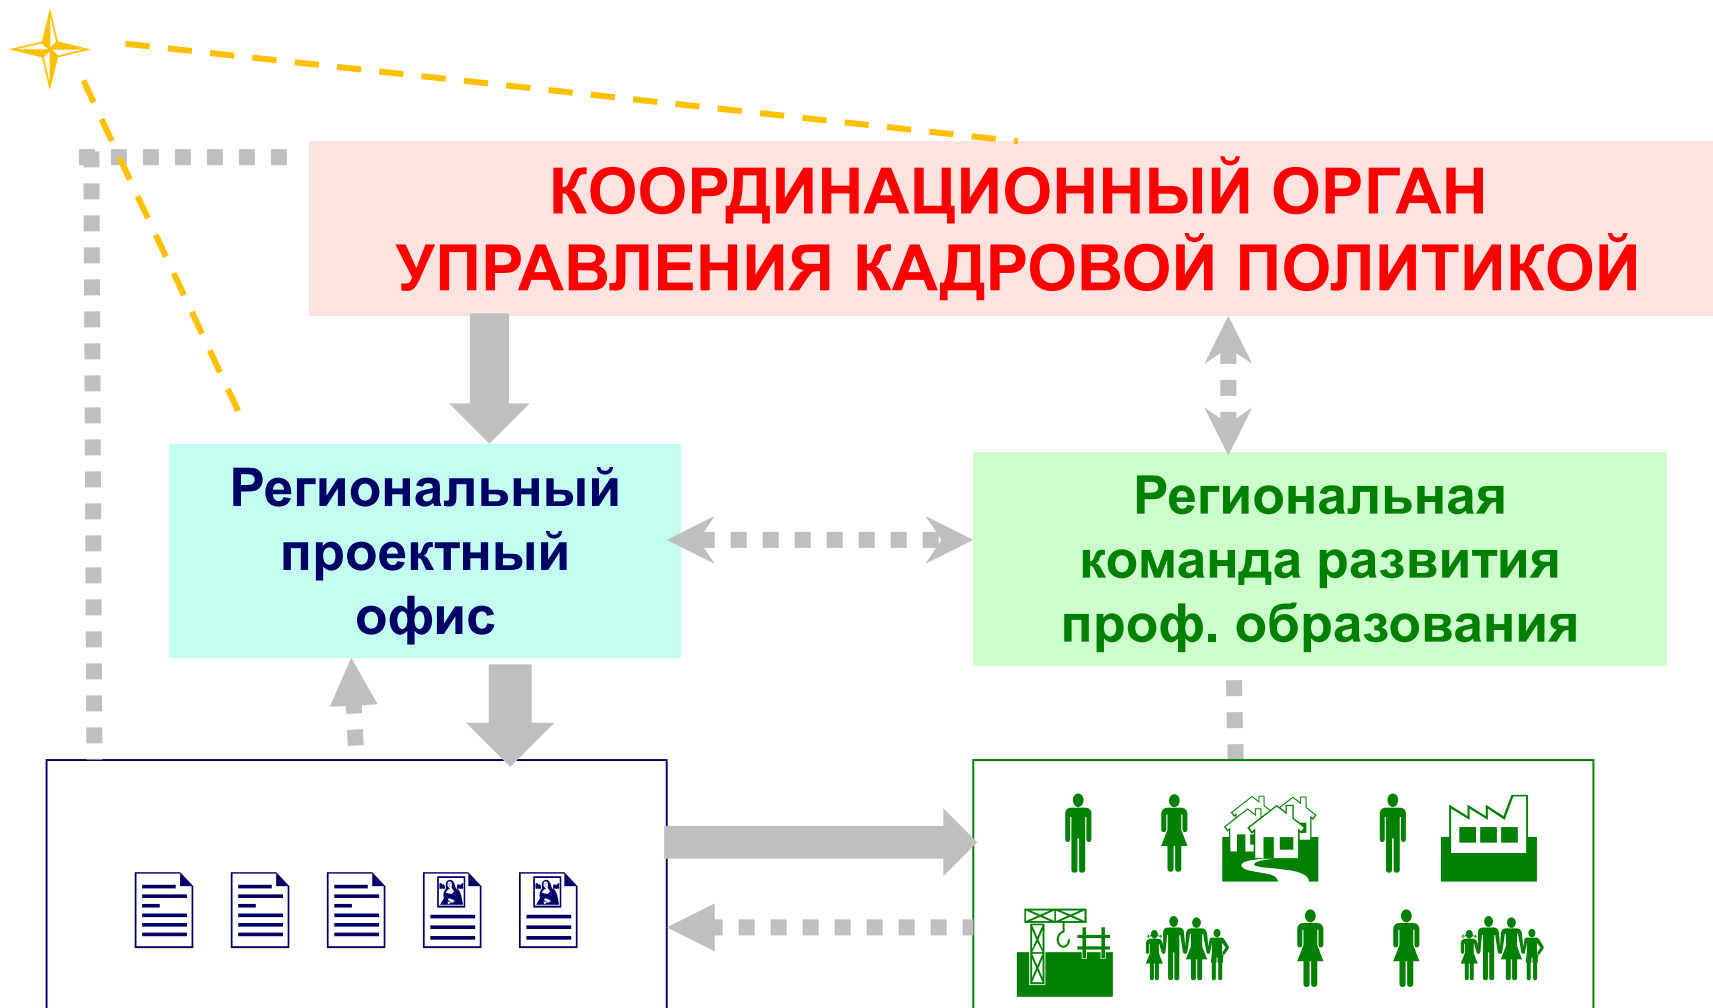 КООРДИНАЦИОННЫЙ ОРГАН
УПРАВЛЕНИЯ КАДРОВОЙ ПОЛИТИКОЙ
Региональный
проектный
офис
Региональная
команда развития
проф. образования